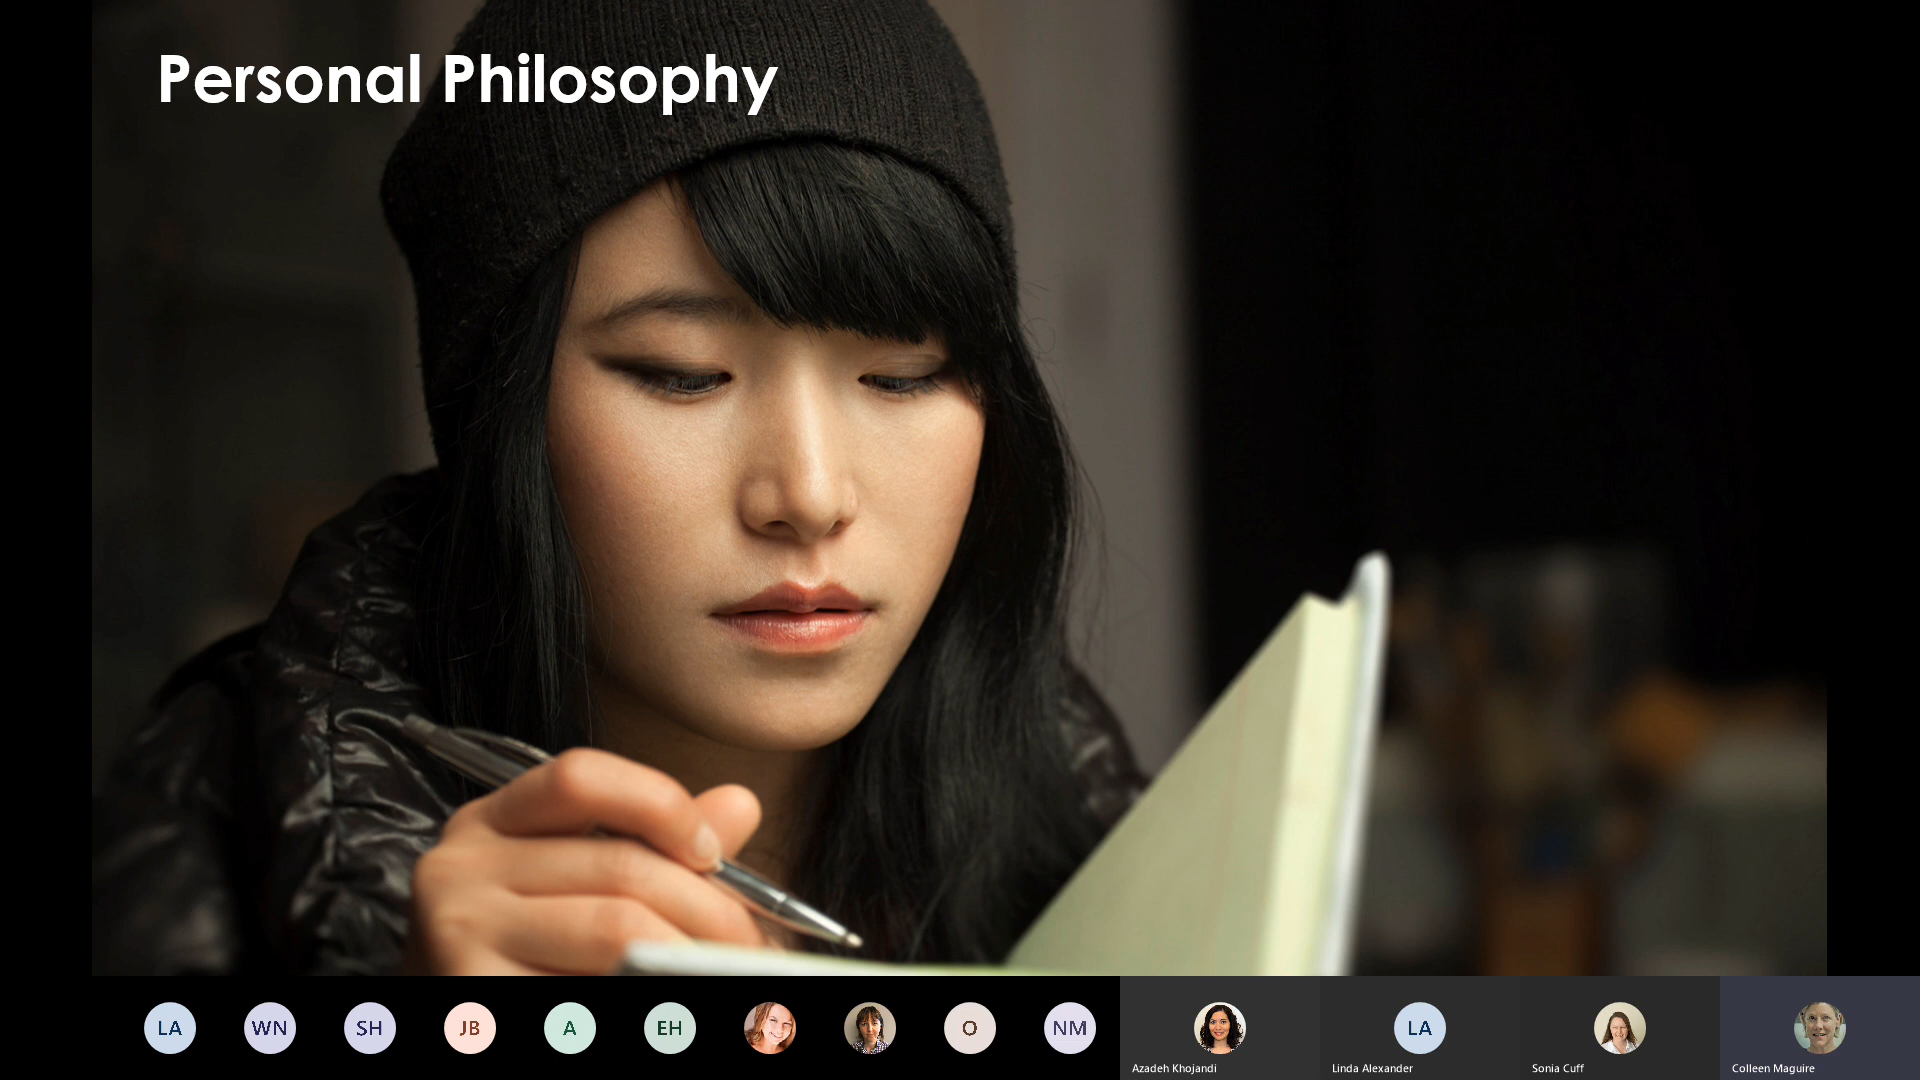 Personal Philosophy
LA
WN
SH
JB
A
EH
O
NM
LA
Azadeh Khojandi
Linda Alexander
Sonia Cuff
Colleen Maguire